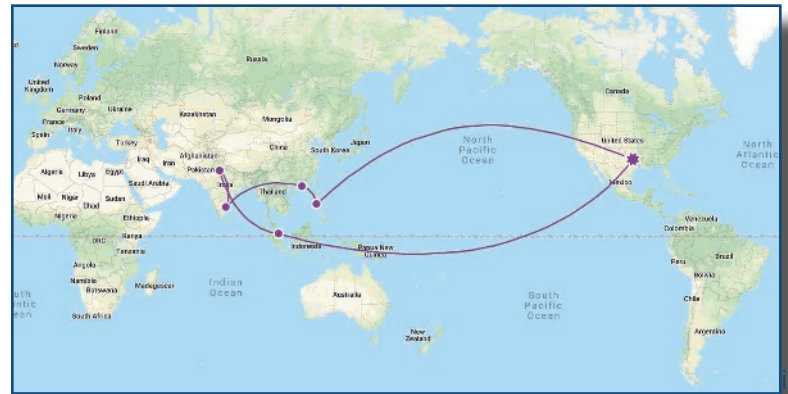 Finland
Sweden
Russia
Norway
United
Kingdom
Canada
Poland
Germany
Ukraine
Kazakhstan
Mongolia
France
Italy
Spain
Turkey
Japan
South Korea
China
United States
North
Pacific
Ocean
North
Atlantic
Ocean
Iraq
Iran
Afghanistan
Pakistan
Algeria
Libya
Egypt
Saudi Arabia
India
Thailand
Mexico
Mali
Niger
Chad
Sudan
Nigeria
Ethiopia
Venezuela
Colombia
DRC
Kenya
Tanzania
Indonesia
Papua New
Guinea
Peru
Brazil
Bolivia
Angola
Namibia
Botswana
Madagascar
South Africa
Indian
Ocean
Australia
South
Pacific
Ocean
Chile
Argentina
New
Zealand